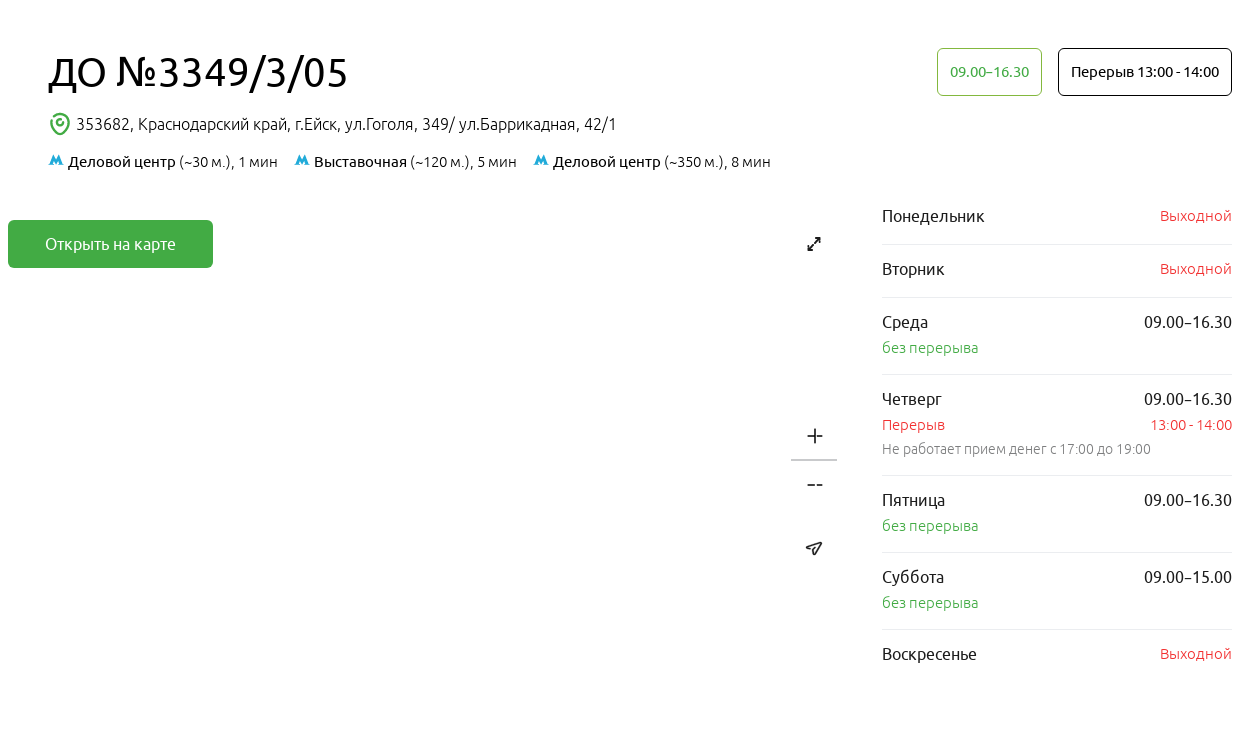 ДО №3349/3/05
09.00–16.30
Перерыв 13:00 - 14:00
353682, Краснодарский край, г.Ейск, ул.Гоголя, 349/ ул.Баррикадная, 42/1
Деловой центр (~30 м.), 1 мин Выставочная (~120 м.), 5 мин Деловой центр (~350 м.), 8 мин
Открыть на карте
Понедельник Выходной
Вторник Выходной
Среда 09.00–16.30
без перерыва
Четверг 09.00–16.30
Перерыв 13:00 - 14:00
Не работает прием денег с 17:00 до 19:00
Пятница 09.00–16.30
без перерыва
Суббота 09.00–15.00
без перерыва
Воскресенье Выходной